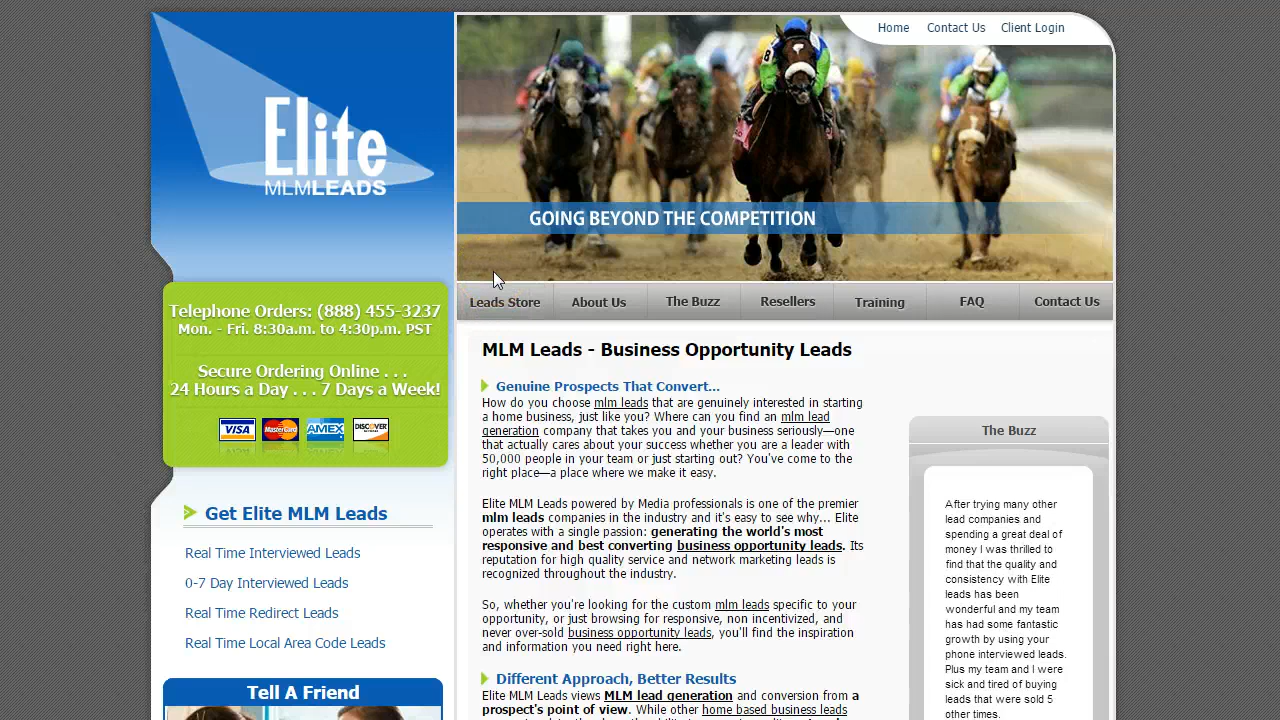 Home Contact Us Client Login
Elite
MLMLEADS
8
GOING BEYOND THE COMPETITION
Leads Store About Us The Buzz Resellers Training FAQ Contact Us
Telephone Orders: (888) 455-3237
Mon. - Fri. 8:30a.m. to 4:30p.m. PST
Secure Ordering Online . . .
24 Hours a Day . . . 7 Days a Week!
VISA MasterCard AMEX DISCOVER
Get Elite MLM Leads
Real Time Interviewed Leads
0-7 Day Interviewed Leads
Real Time Redirect Leads
Real Time Local Area Code Leads
Tell A Friend
MLM Leads - Business Opportunity Leads
Genuine Prospects That Convert...
How do you choose mlm leads that are genuinely interested in starting
a home business, just like you? Where can you find an mlm lead
generation company that takes you and your business seriously—one
that actually cares about your success whether you are a leader with
50,000 people in your team or just starting out? You've come to the
right place—a place where we make it easy.
Elite MLM Leads powered by Media professionals is one of the premier
mlm leads companies in the industry and it's easy to see why... Elite
operates with a single passion: generating the world's most
responsive and best converting business opportunity leads. Its
reputation for high quality service and network marketing leads is
recognized throughout the industry.
So, whether you're looking for the custom mlm leads specific to your
opportunity, or just browsing for responsive, non incentivized, and
never over-sold business opportunity leads, you'll find the inspiration
and information you need right here.
Different Approach, Better Results
Elite MLM Leads views MLM lead generation and conversion from a
prospect's point of view. While other home based business leads
The Buzz
After trying many other
lead companies and
spending a great deal of
money I was thrilled to
find that the quality and
consistency with Elite
leads has been
wonderful and my team
has had some fantastic
growth by using your
phone interviewed leads.
Plus my team and I were
sick and tired of buying
leads that were sold 5
other times.